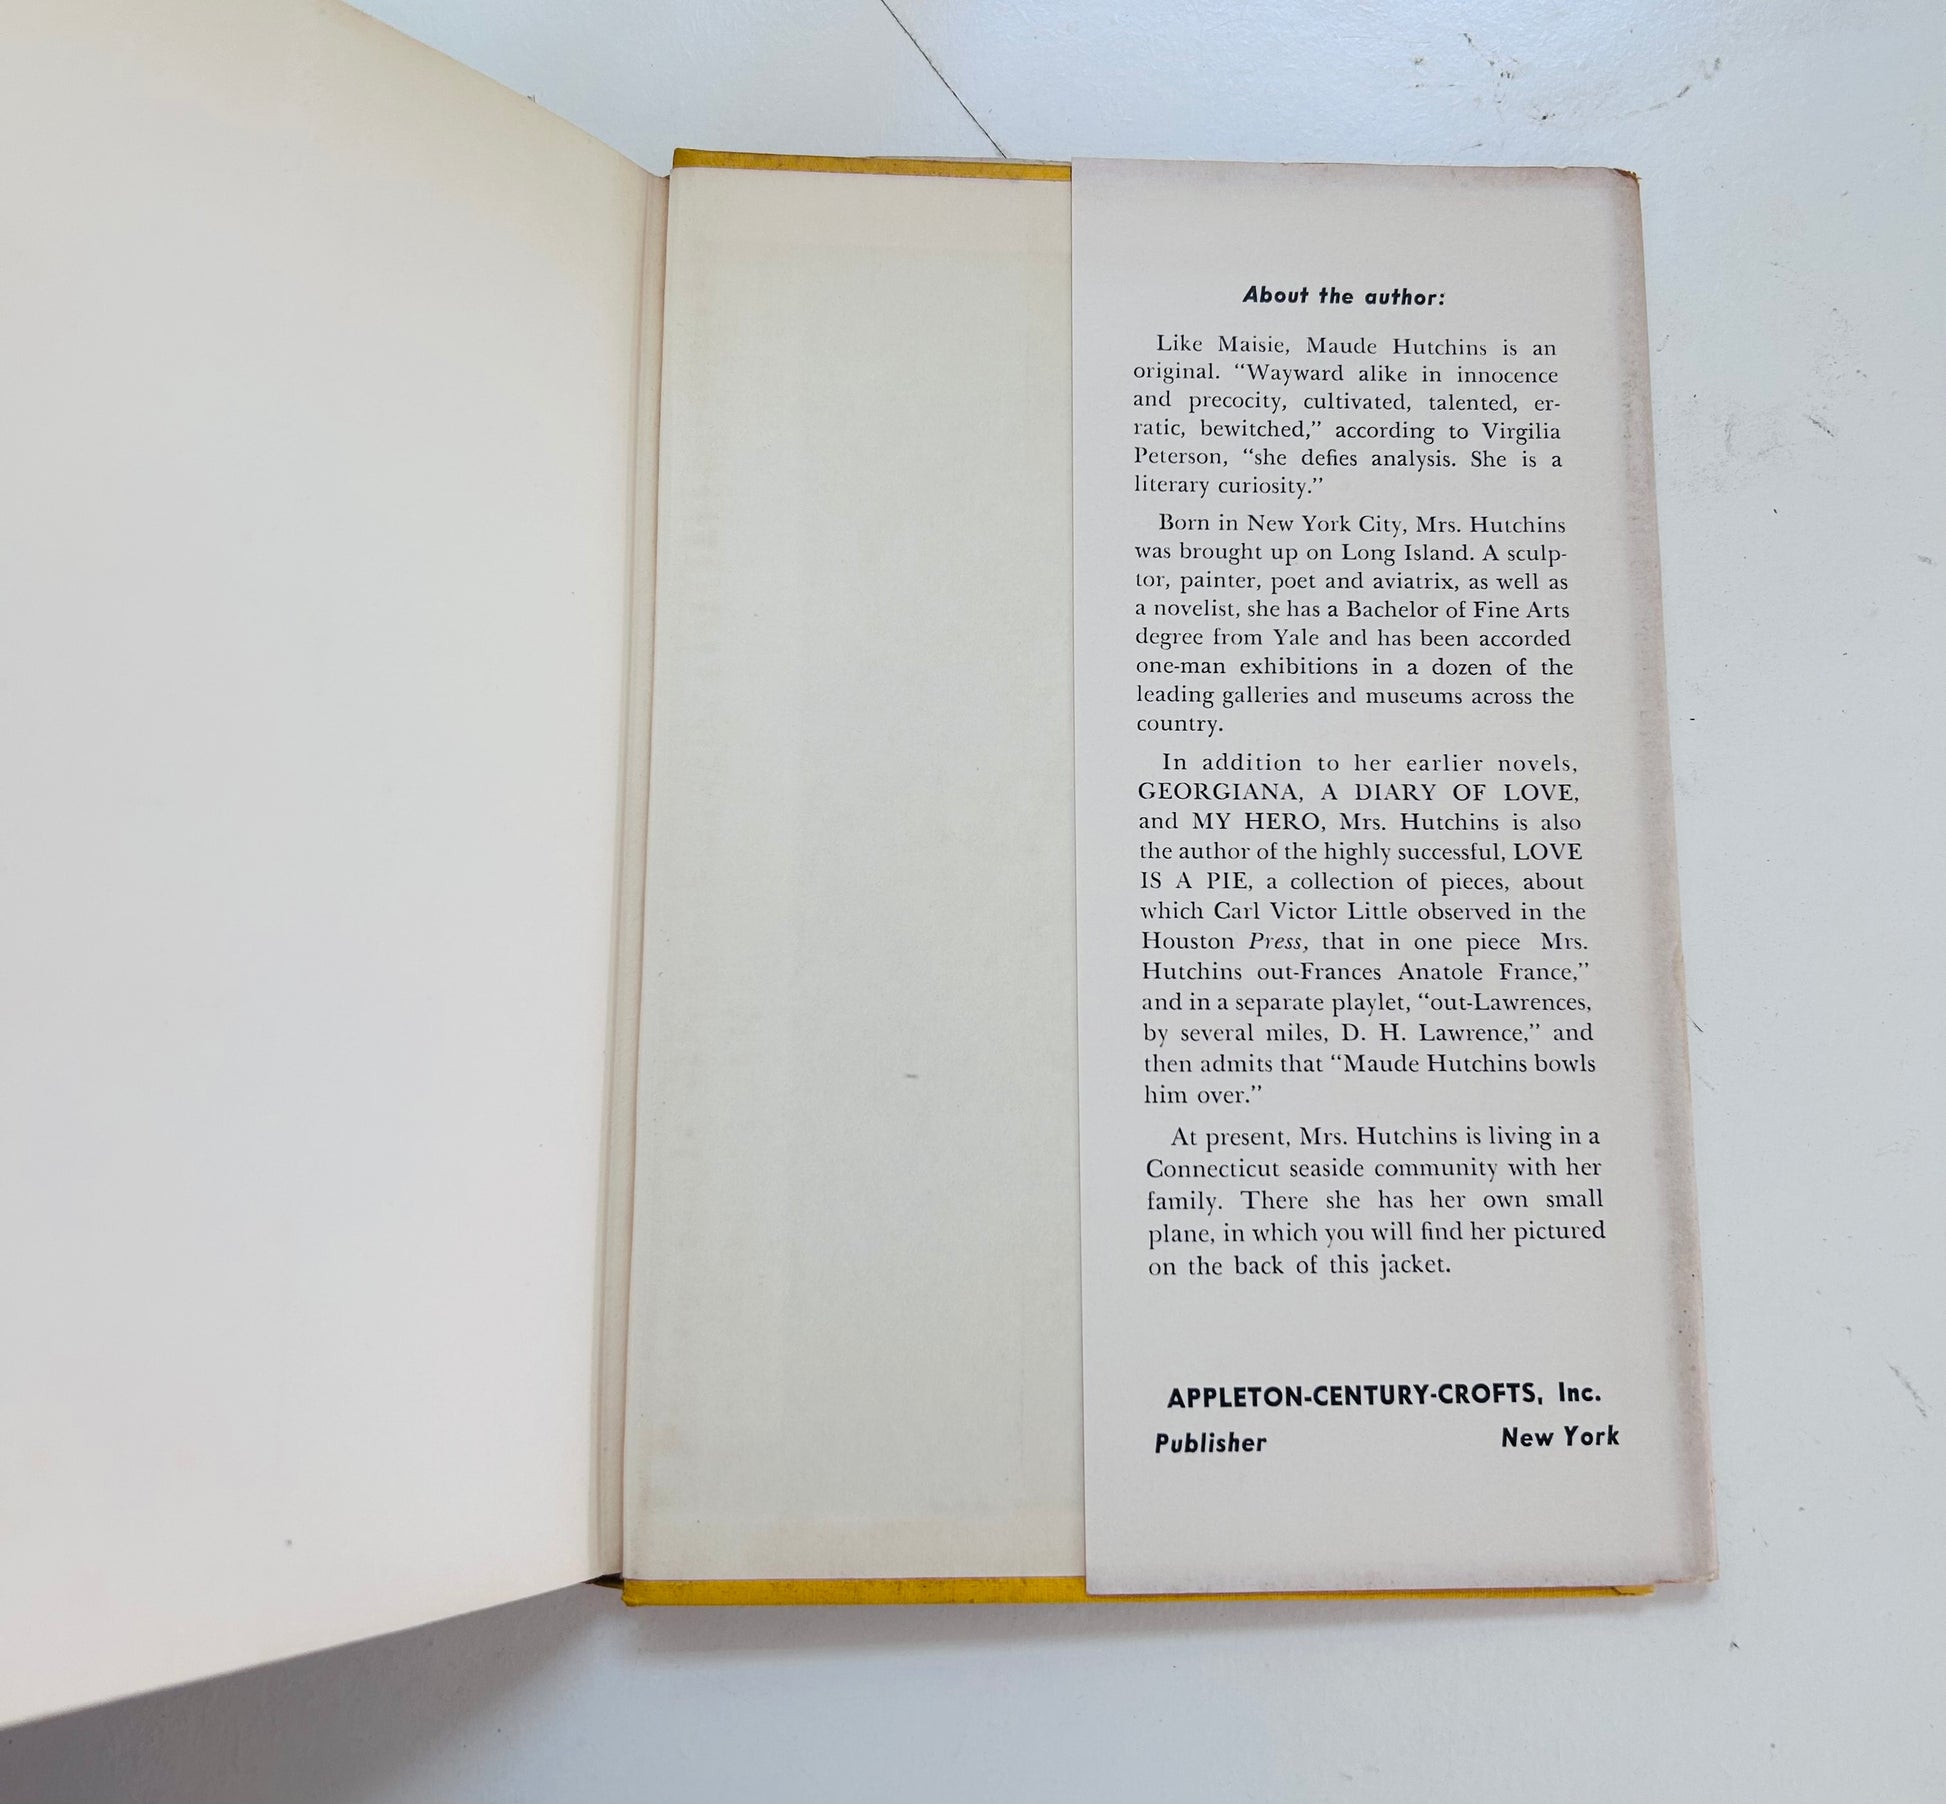 About the author:
Like Maisie, Maude Hutchins is an
original. “Wayward alike in innocence
and precocity, cultivated, talented, er-
ratic, bewitched,” according to Virgilia
Peterson, “she defies analysis. She is a
literary curiosity.”
Born in New York City, Mrs. Hutchins
was brought up on Long Island. A sculp-
tor, painter, poet and aviatrix, as well as
a novelist, she has a Bachelor of Fine Arts
degree from Yale and has been accorded
one-man exhibitions in a dozen of the
leading galleries and museums across the
country.
In addition to her earlier novels,
GEORGIANA, A DIARY OF LOVE,
and MY HERO, Mrs. Hutchins is also
the author of the highly successful, LOVE
IS A PIE, a collection of pieces, about
which Carl Victor Little observed in the
Houston Press, that in one piece Mrs.
Hutchins out-Frances Anatole France,”
and in a separate playlet, “out-Lawrences,
by several miles, D. H. Lawrence,” and
then admits that “Maude Hutchins bowls
him over.”
At present, Mrs. Hutchins is living in a
Connecticut seaside community with her
family. There she has her own small
plane, in which you will find her pictured
on the back of this jacket.
APPLETON-CENTURY-CROFTS, Inc.
Publisher New York